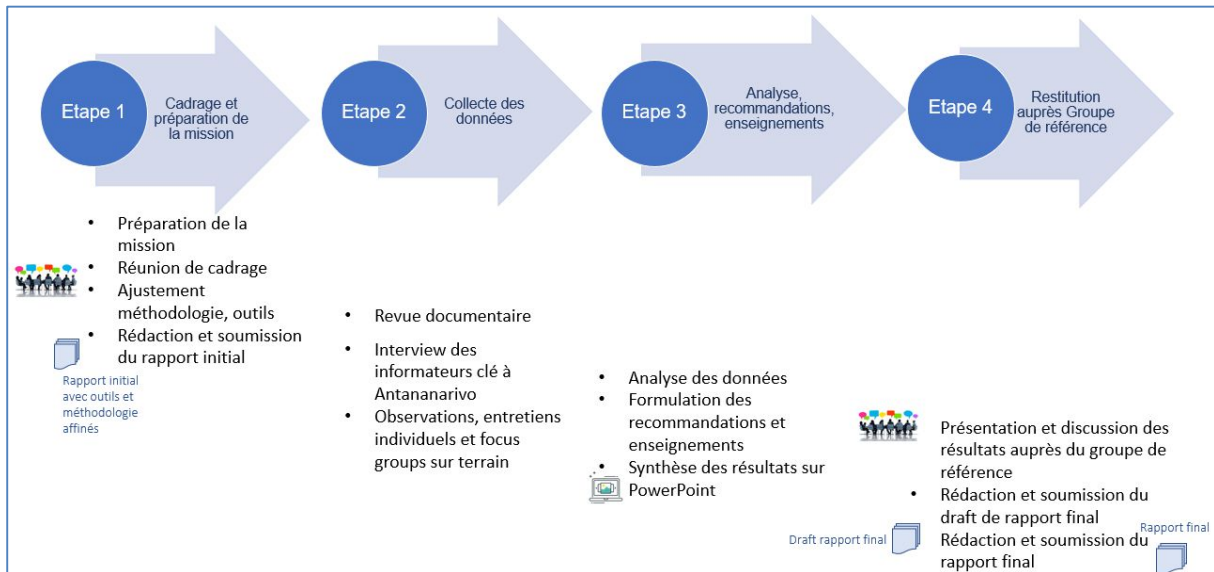 Etape 1
Cadrage et
préparation de
la mission
Etape 2
Collecte des
données
Etape 3
Analyse,
recommandations,
enseignements
Etape 4
Restitution
auprès Groupe
de référence
• Préparation de la
mission
• Réunion de cadrage
• Ajustement
méthodologie, outils
• Rédaction et soumission
du rapport initial
Rapport initial
avec outils et
méthodologie
affinés
• Revue documentaire
• Interview des
informateurs clé à
Antananarivo
• Observations, entretiens
individuels et focus
groups sur terrain
• Analyse des données
• Formulation des
recommandations et
enseignements
• Synthèse des résultats sur
PowerPoint
Présentation et discussion des
résultats auprès du groupe de
référence
• Rédaction et soumission du
draft de rapport final
Draft rapport final
Rédaction et soumission du
rapport final
Rapport final